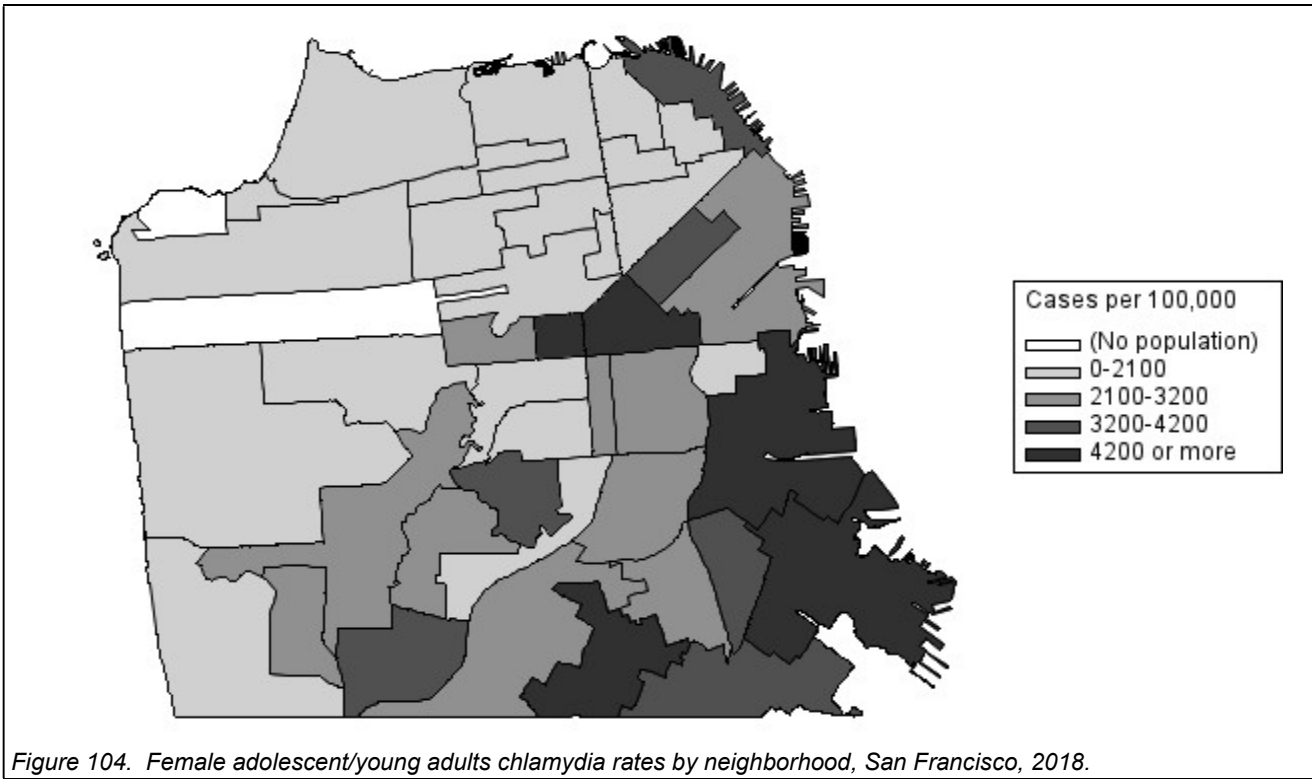 Cases per 100,000
(No population)
0-2100
2100-3200
3200-4200
4200 or more
Figure 104. Female adolescent/young adults chlamydia rates by neighborhood, San Francisco, 2018.